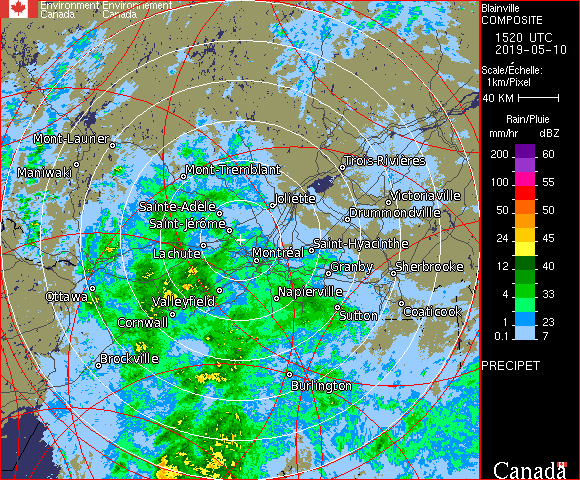 Environment Environnement
Canada Canada
Blainville
COMPOSITE
1520 UTC
2019-05-10
Scale/Échelle:
1km/Pixel
40 KM
Rain/Pluie
mm/hr dBZ
200 60
100 55
50 50
24 45
12 40
4 33
1 23
0.1 7
PRECIPET
Canada
Mont-Laurier
Maniwaki
Mont-Tremblant
Trois-Rivières
Sainte-Adele
Joliette
Victoriaville
Drummondville
Saint-Jérôme
Lachute
Montréal
Saint-Hyacinthe
Granby
Sherbrooke
Ottawa
Valleyfield
Napierville
Cornwall
Sutton
Coaticook
Brockville
Burlington